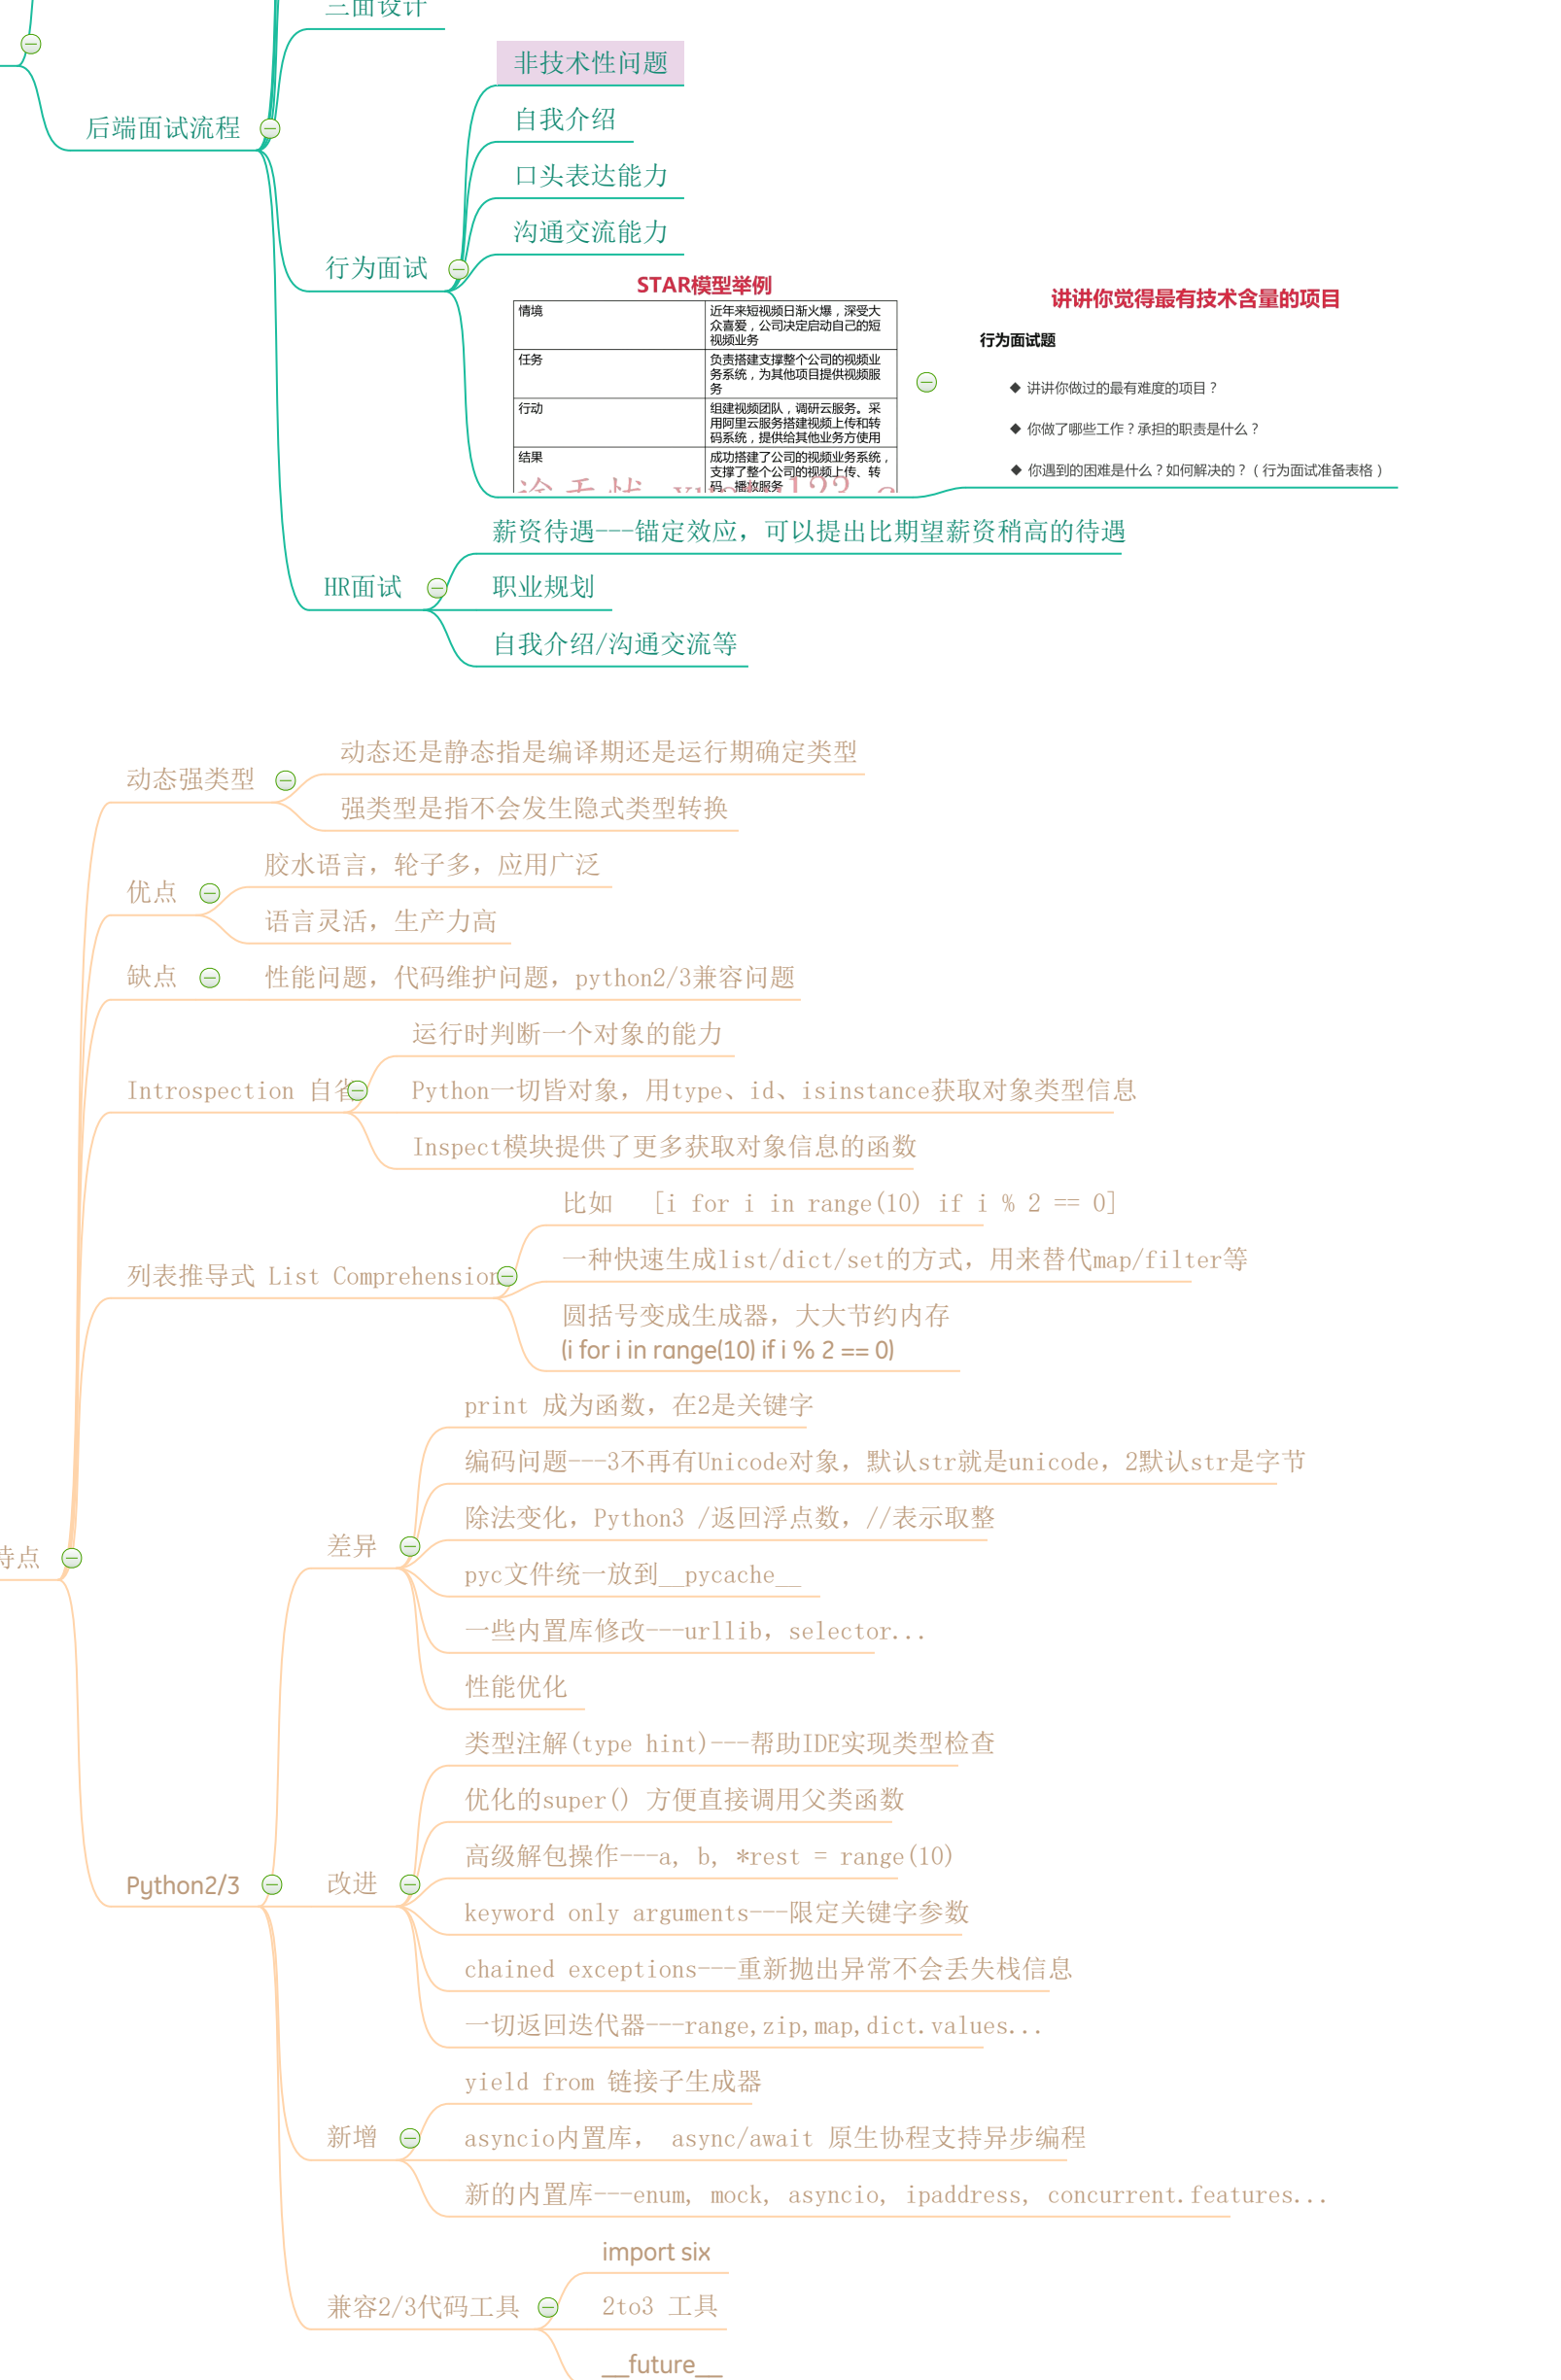 三面设计
非技术性问题
自我介绍
后端面试流程
口头表达能力
沟通交流能力
行为面试
STAR模型举例
情境
近年来短视频日渐火爆，深受大
众喜爱，公司决定启动自己的短
视频业务
任务
负责搭建支撑整个公司的视频业
务系统，为其他项目提供视频服
务
行动
组建视频团队，调研云服务。采
用阿里云服务搭建视频上传和转
码系统，提供给其他业务方使用
结果
成功搭建了公司的视频业务系统，
支撑了整个公司的视频上传、转
码、播放服务
讲讲你觉得最有技术含量的项目
行为面试题
◆ 讲讲你做过的最有难度的项目？
◆ 你做了哪些工作？承担的职责是什么？
◆ 你遇到的困难是什么？如何解决的？（行为面试准备表格）
薪资待遇---锚定效应，可以提出比期望薪资稍高的待遇
HR面试
职业规划
自我介绍/沟通交流等
动态还是静态指是编译期还是运行期确定类型
动态强类型
强类型是指不会发生隐式类型转换
胶水语言，轮子多，应用广泛
优点
语言灵活，生产力高
缺点
性能问题，代码维护问题，python2/3兼容问题
运行时判断一个对象的能力
Introspection 自省
Python一切皆对象，用type、id、isinstance获取对象类型信息
Inspect模块提供了更多获取对象信息的函数
比如 [i for i in range(10) if i % 2 == 0]
一种快速生成list/dict/set的方式，用来替代map/filter等
列表推导式 List Comprehension
圆括号变成生成器，大大节约内存
(i for i in range(10) if i % 2 == 0)
print 成为函数，在2是关键字
编码问题---3不再有Unicode对象，默认str就是unicode，2默认str是字节
除法变化，Python3 /返回浮点数，//表示取整
差异
特点
pyc文件统一放到__pycache__
一些内置库修改---urllib，selector...
性能优化
类型注解(type hint)---帮助IDE实现类型检查
优化的super() 方便直接调用父类函数
高级解包操作---a, b, *rest = range(10)
Python2/3
改进
keyword only arguments---限定关键字参数
chained exceptions---重新抛出异常不会丢失栈信息
一切返回迭代器---range,zip,map,dict.values...
yield from 链接子生成器
新增
asyncio内置库， async/await 原生协程支持异步编程
新的内置库---enum, mock, asyncio, ipaddress, concurrent.features...
import six
兼容2/3代码工具
2to3 工具
__future__